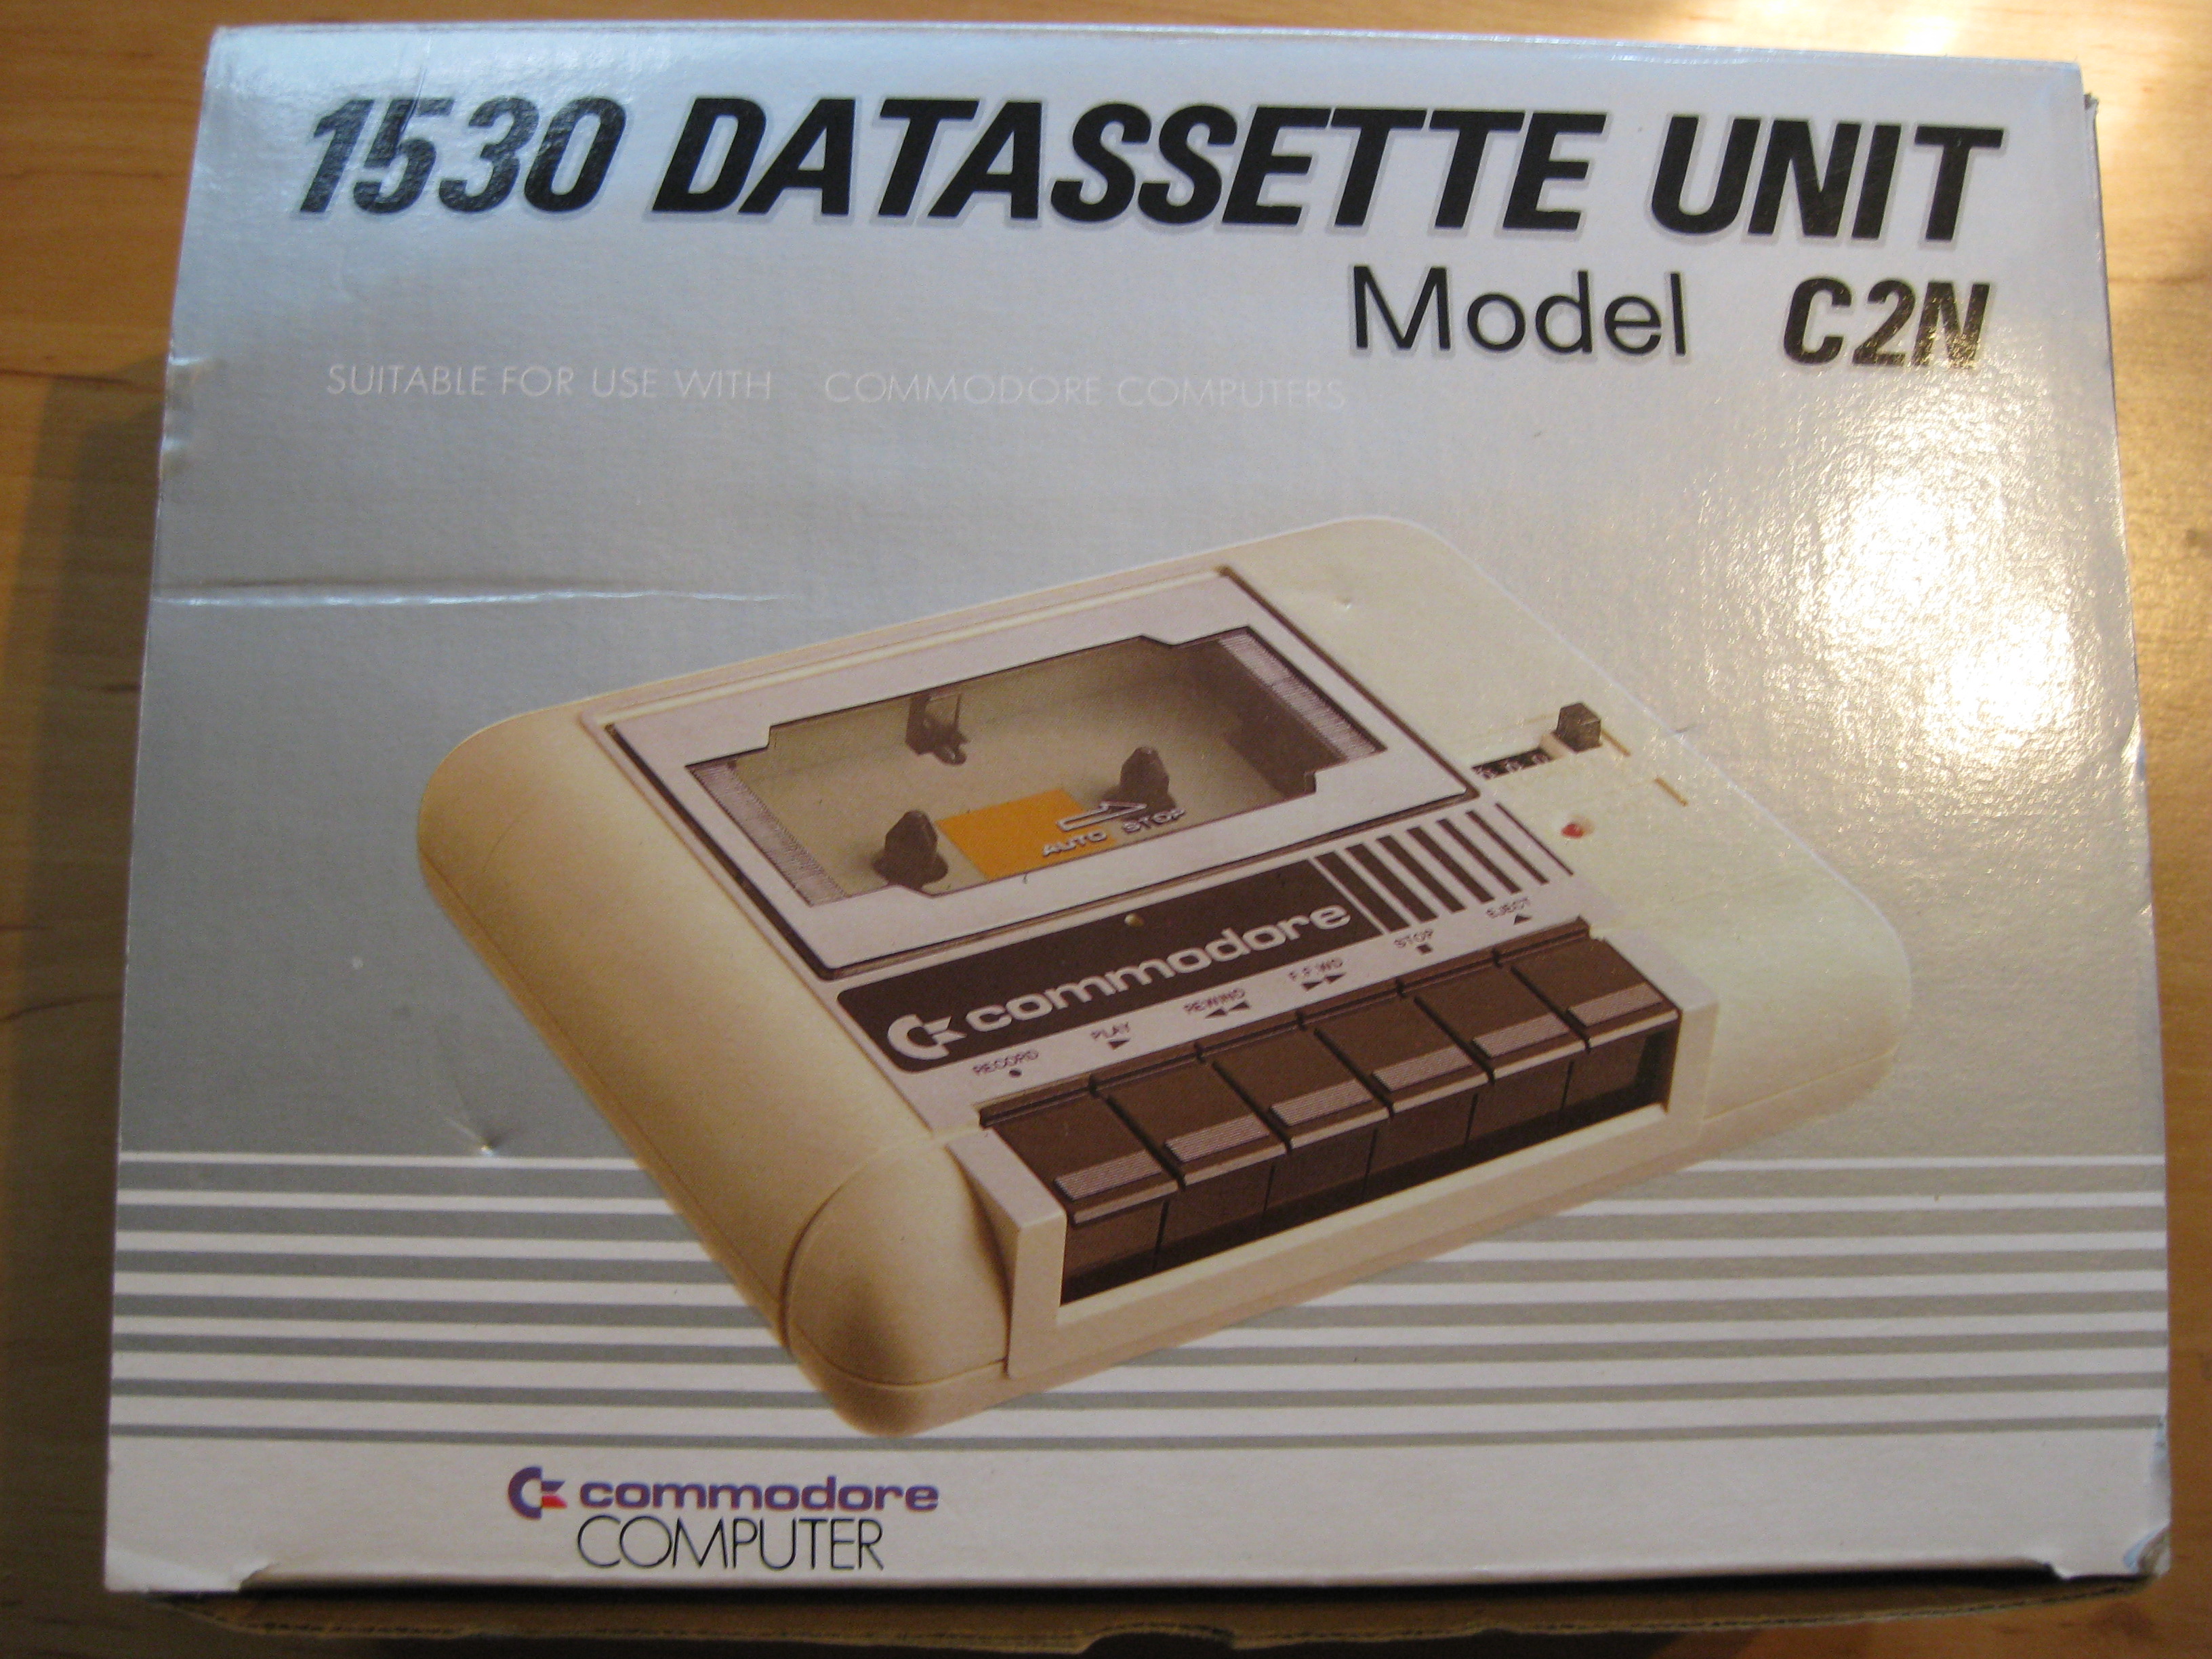 1530 DATASSETTE UNIT
Model C2N
SUITABLE FOR USE WITH COMMODORE COMPUTERS
AUTO STOP
commodore
RECORD PLAY REWIND F.FWD STOP EJECT
commodore
COMPUTER